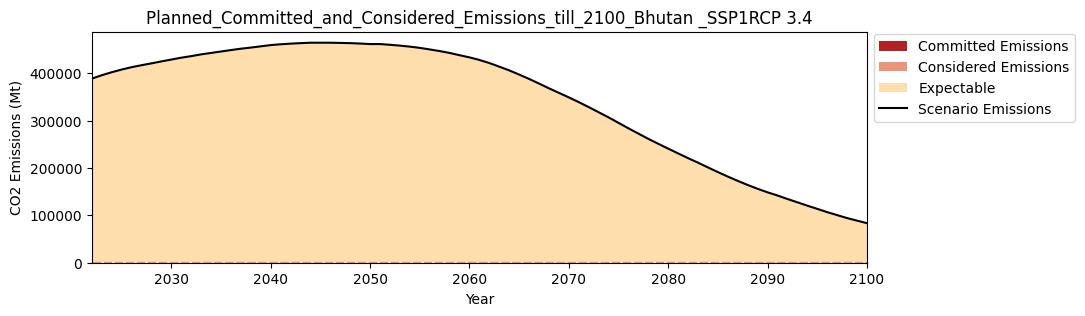 Planned_Committed_and_Considered_Emissions_till_2100_Bhutan _SSP1RCP 3.4
Committed Emissions
Considered Emissions
Expectable
Scenario Emissions
CO2 Emissions (Mt)
400000
300000
200000
100000
0
2030 2040 2050 2060 2070 2080 2090 2100
Year